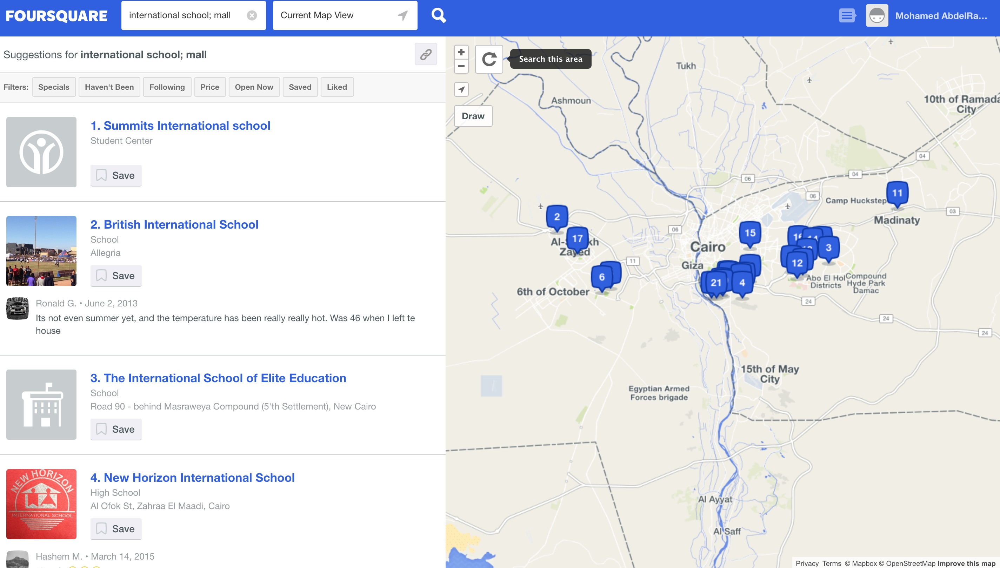 FOURSQUARE
international school; mall
Current Map View
Mohamed AbdelRa...
Suggestions for international school; mall
Filters:
Specials
Haven't Been
Following
Price
Open Now
Saved
Liked
1. Summits International school
Student Center
Save
2. British International School
School
Allegria
Save
Ronald G. • June 2, 2013
Its not even summer yet, and the temperature has been really really hot. Was 46 when I left te
house
3. The International School of Elite Education
School
Road 90 - behind Masraweya Compound (5'th Settlement), New Cairo
Save
NEW HORIZON
INTERNATIONAL SCHOOL
4. New Horizon International School
High School
Al Ofok St, Zahraa El Maadi, Cairo
Save
Hashem M. • March 14, 2015
+
−
Search this area
Draw
Tukh
Ashmoun
10th of Ramada
City
04
04
06
06
11
Camp Huckstep
03
Madinaty
2
17
Zayed
06
15
Cairo
3
12
Giza
11
6
21
4
6th of October
Abo El Hol
Districts
Compound
Hyde Park
Damac
24
24
24
15th of May
City
Egyptian Armed
Forces brigade
Al Ayyat
Al Saff
Privacy Terms © Mapbox © OpenStreetMap Improve this map